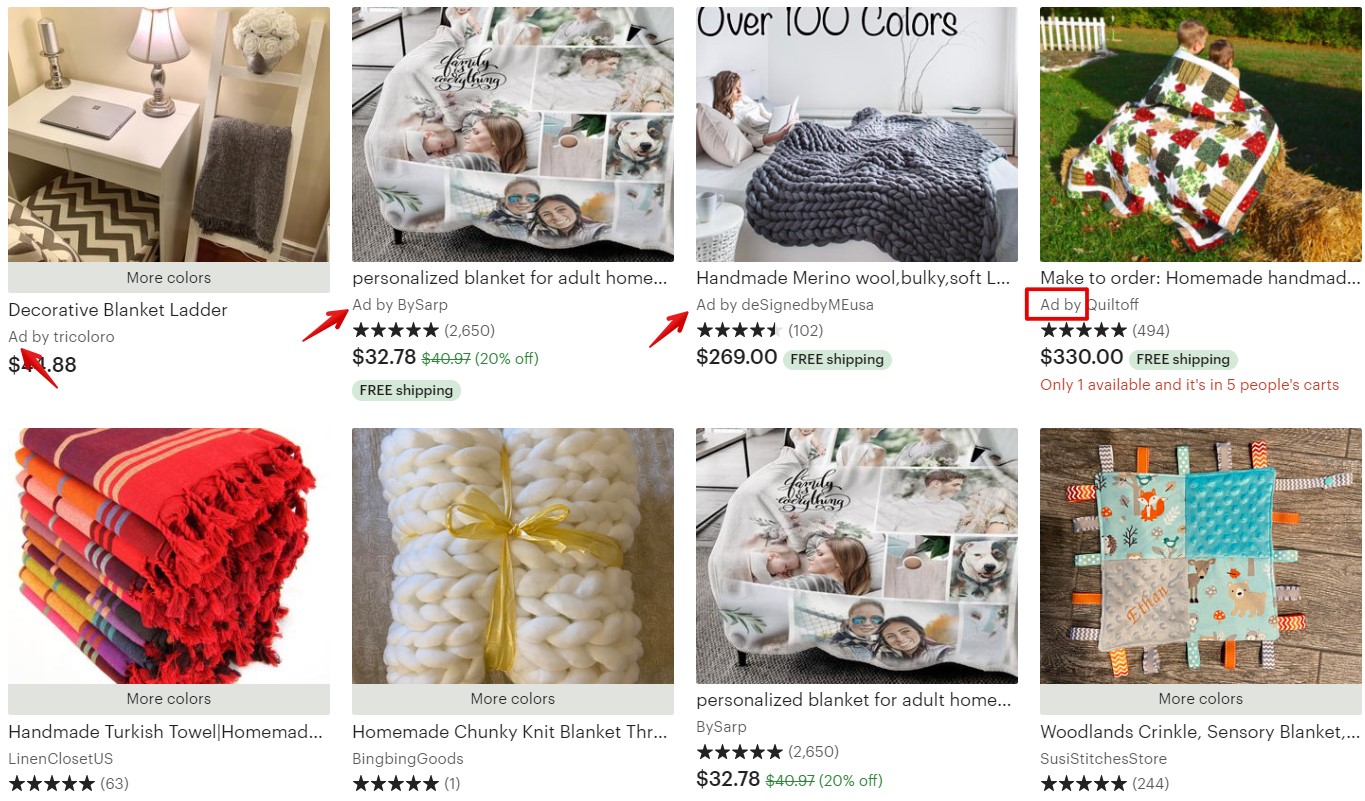 Over 100 Colors
family
is
everything
More colors
Decorative Blanket Ladder
Ad by tricoloro
personalized blanket for adult home...
Ad by BySarp
(2,650)
$32.78 $40.97 (20% off)
FREE shipping
Handmade Merino wool,bulky,soft L...
Ad by deSignedbyMEusa
(102)
$269.00 FREE shipping
Make to order: Homemade handmad...
Ad by Quiltoff
(494)
$330.00 FREE shipping
Only 1 available and it's in 5 people's carts
family
is
everything
Ethan
More colors
Handmade Turkish Towel|Homemad...
LinenClosetUS
(63)
More colors
Homemade Chunky Knit Blanket Thr...
BingbingGoods
(1)
personalized blanket for adult home...
BySarp
(2,650)
$32.78 $40.97 (20% off)
More colors
Woodlands Crinkle, Sensory Blanket,...
SusiStitchesStore
(244)